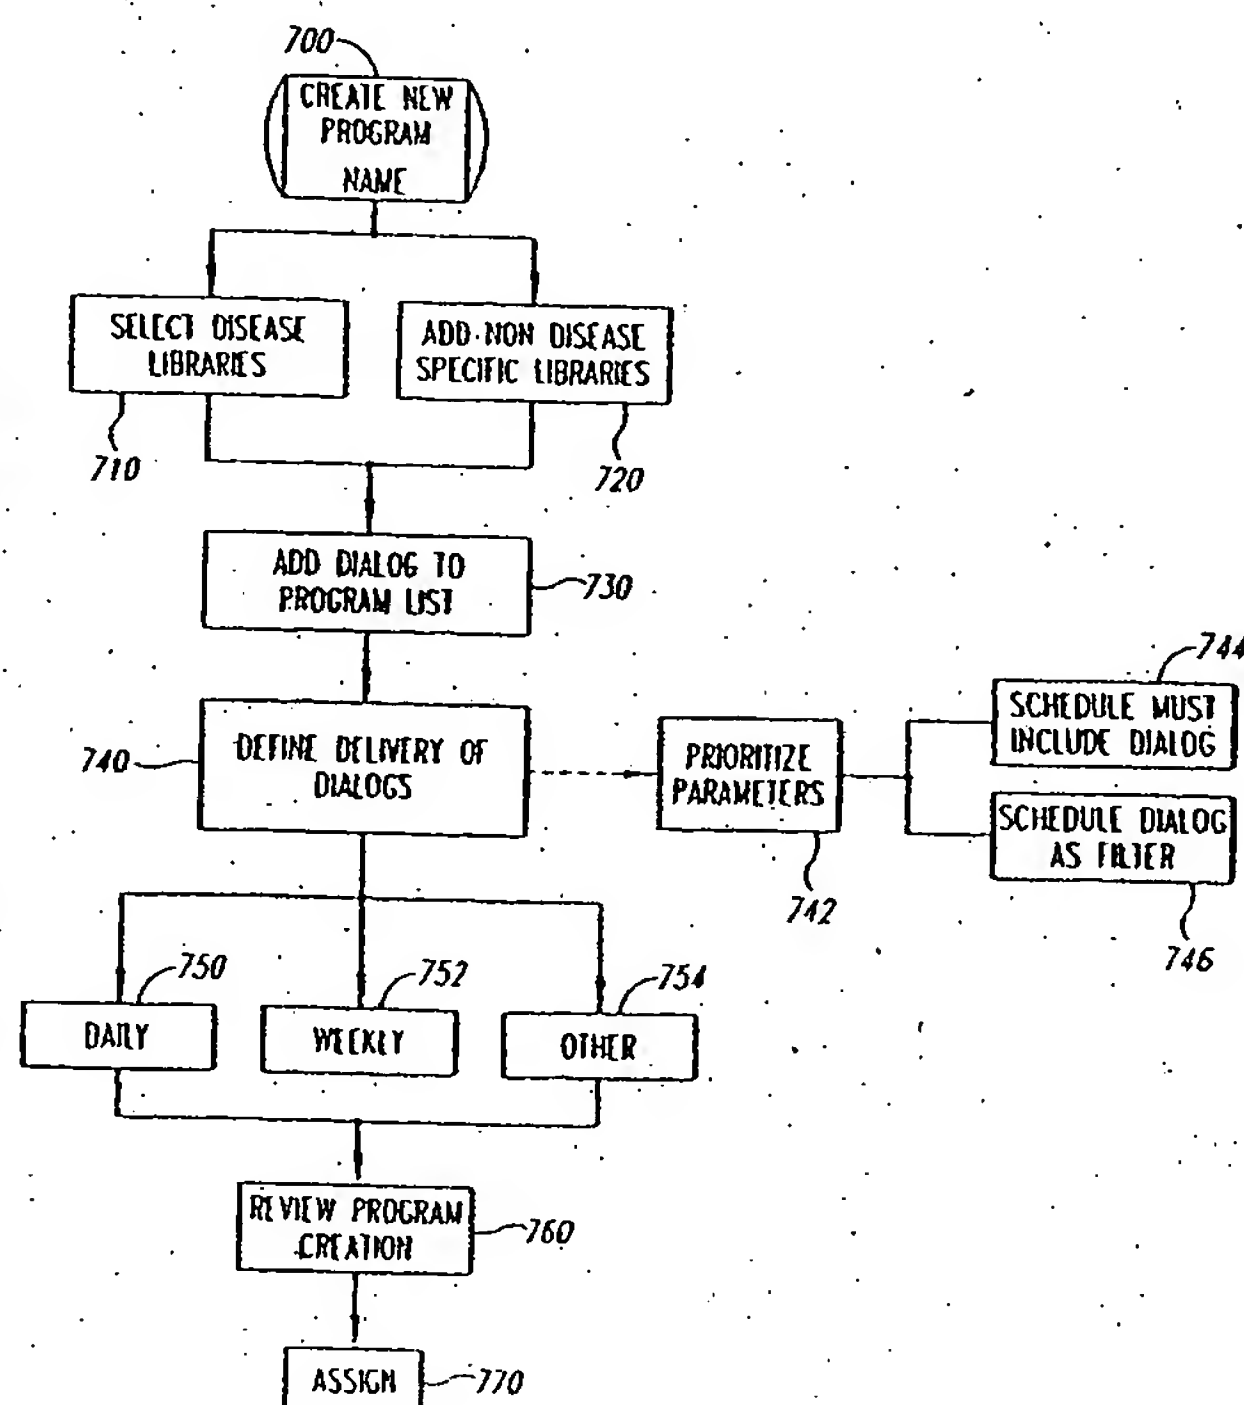 700
CREATE NEW
PROGRAM
NAME
SELECT DISEASE
LIBRARIES
710
ADD NON DISEASE
SPECIFIC LIBRARIES
720
ADD DIALOG TO
PROGRAM LIST
730
740
DEFINE DELIVERY OF
DIALOGS
PRIORITIZE
PARAMETERS
742
744
SCHEDULE MUST
INCLUDE DIALOG
SCHEDULE DIALOG
AS FILTER
746
750
DAILY
752
WEEKLY
754
OTHER
REVIEW PROGRAM
CREATION
760
ASSIGN
770